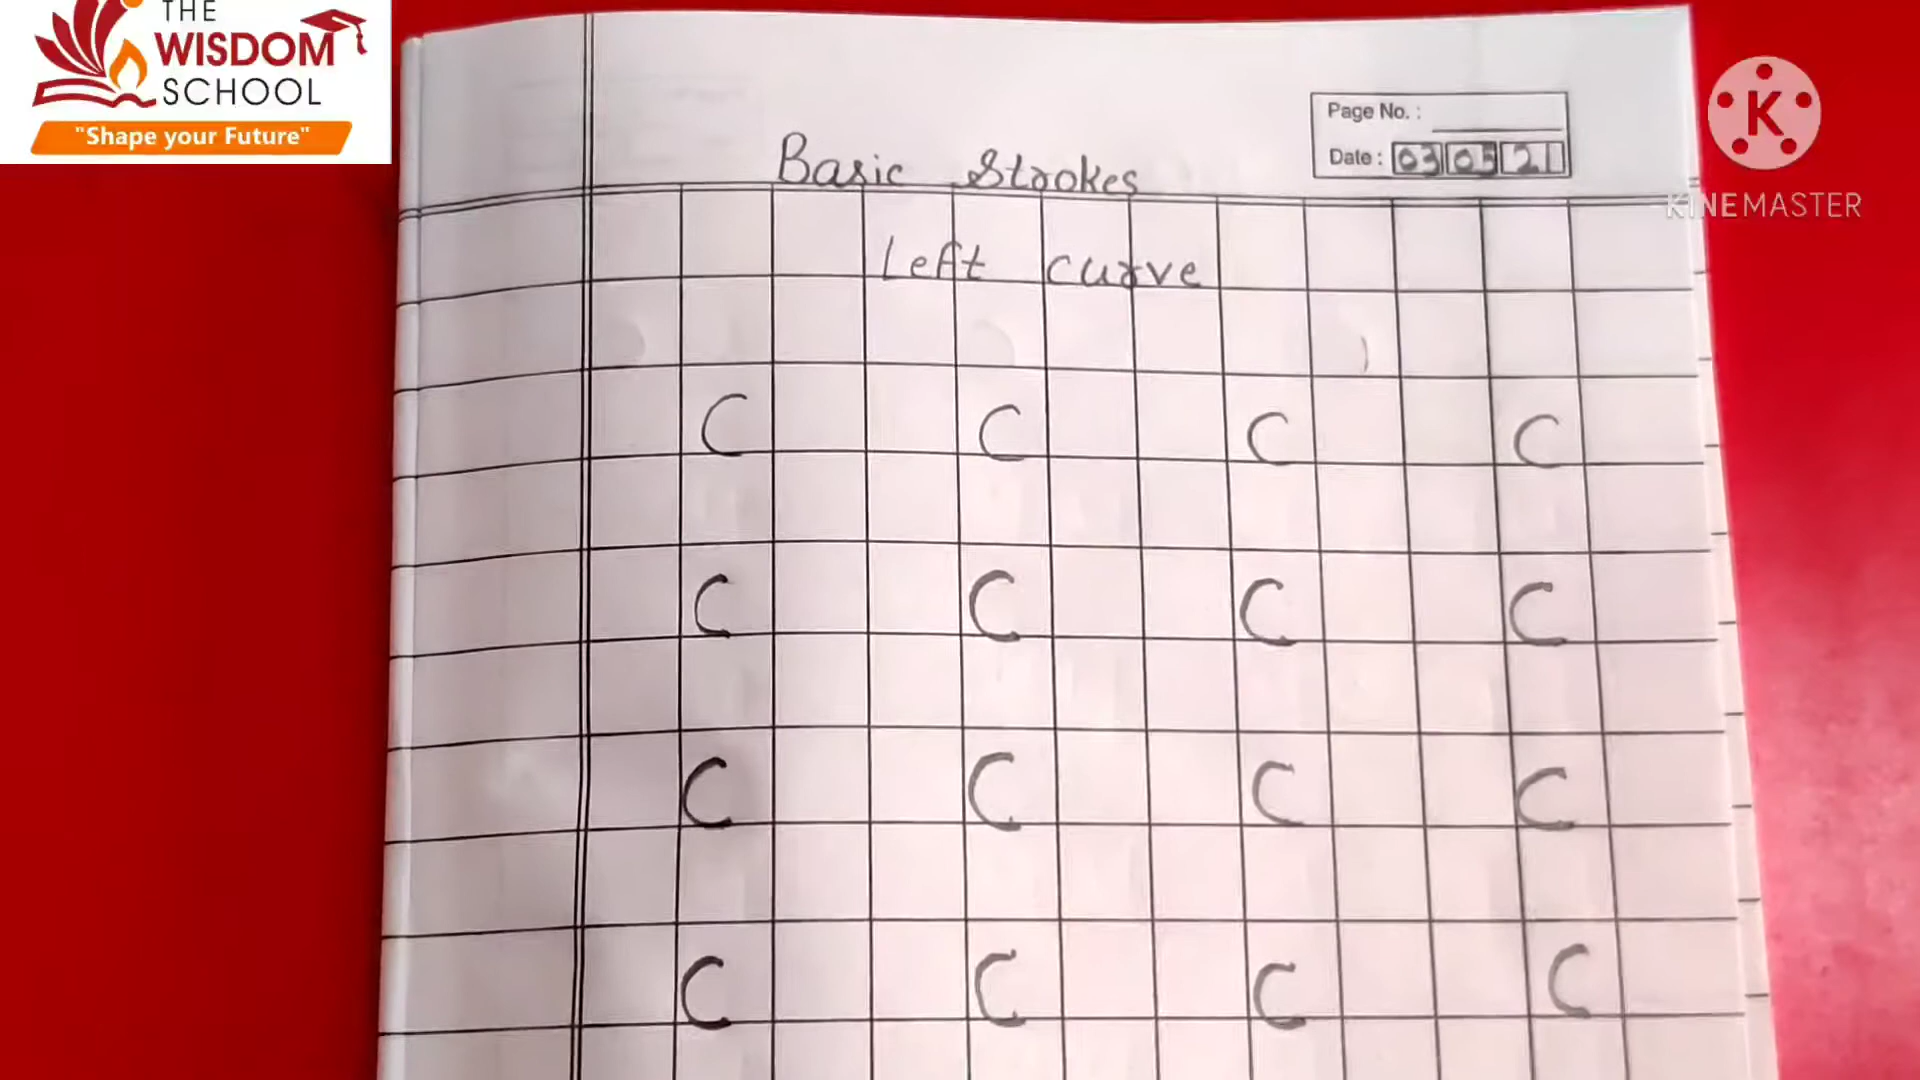 THE
WISDOM
SCHOOL
"Shape your Future"
Page No. :
Date : 03 05 21
K
KINEMASTER
Basic Strokes
Left curve
C C C C
C C C C
C C C C
C C C C